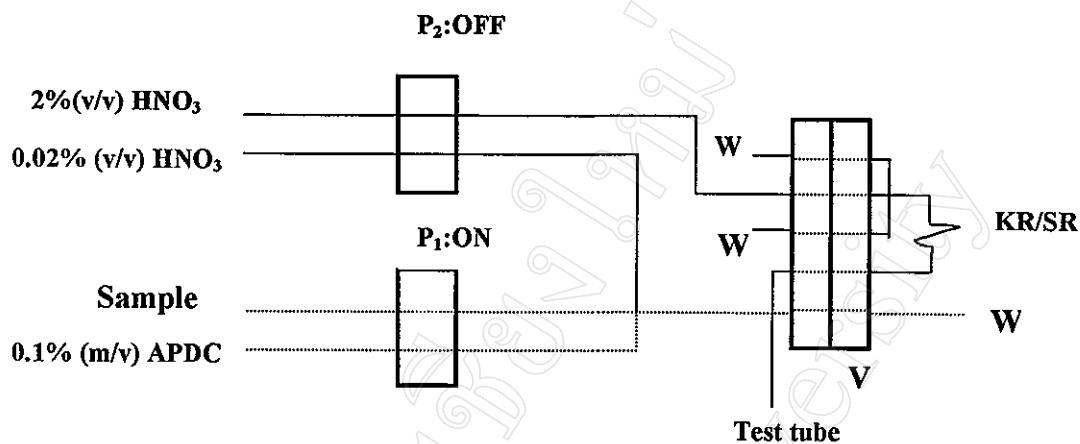 P₂:OFF
2%(v/v) HNO₃
0.02% (v/v) HNO₃
W
W
KR/SR
P₁:ON
Sample
0.1% (m/v) APDC
W
V
Test tube